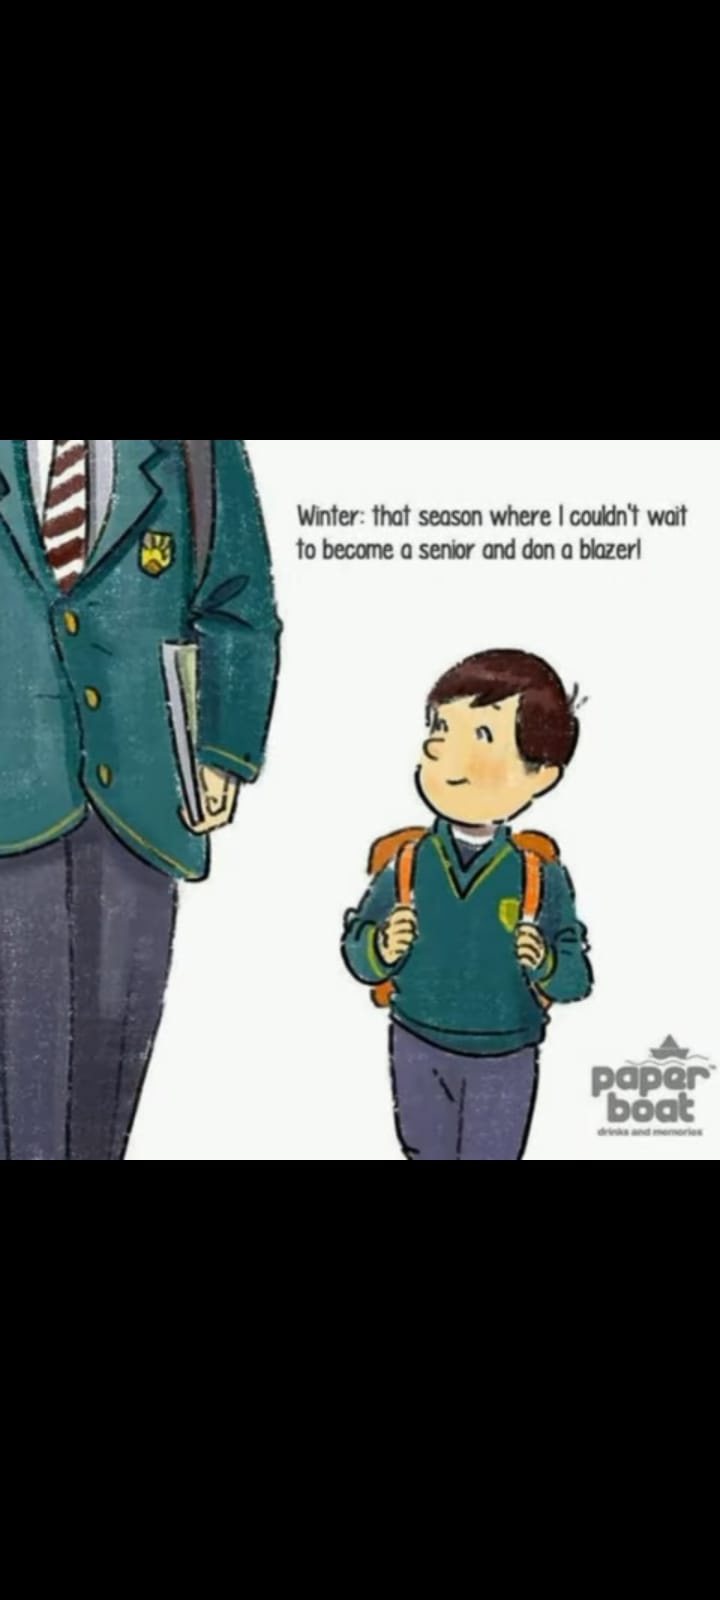 Winter: that season where I couldn't wait
to become a senior and don a blazer!
paper
boat
drinks and memories